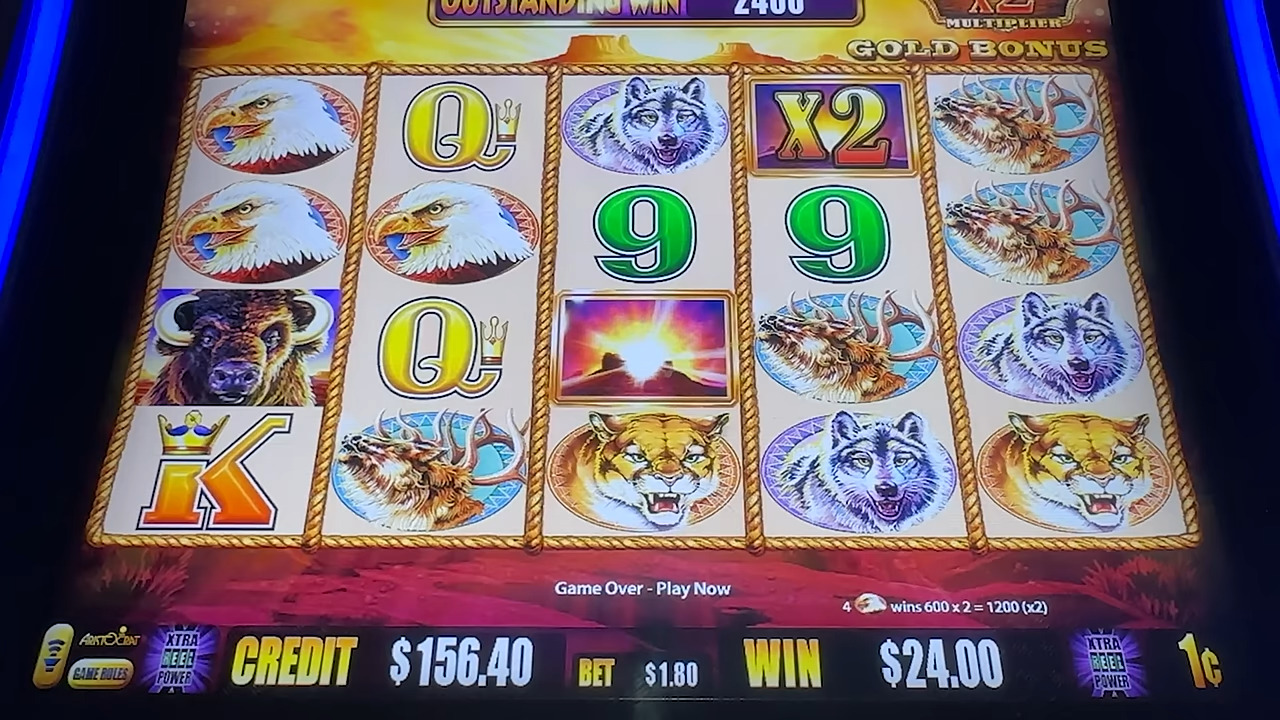 OUTSTANDING WIN 2400
X2
MULTIPLIER
GOLD BONUS
Q
X2
9 9
Q
K
Game Over - Play Now
4 wins 600 x 2 = 1200 (x2)
ARISTOCRAT
GAME RULES
XTRA
REEL
POWER
CREDIT $156.40
BET $1.80
WIN $24.00
XTRA
REEL
POWER
1¢